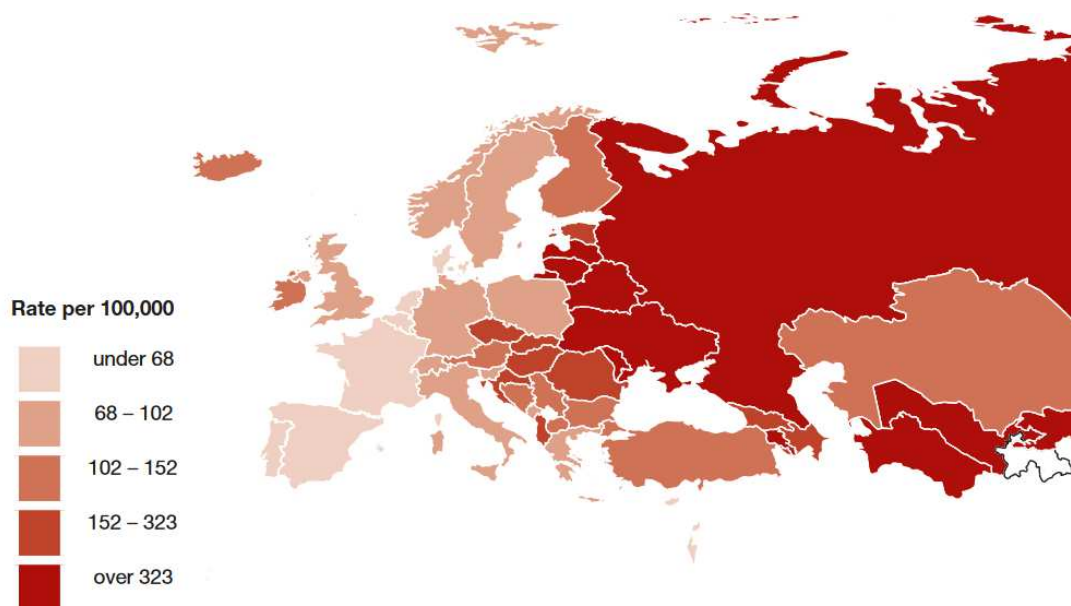 Rate per 100,000
under 68
68 – 102
102 – 152
152 – 323
over 323